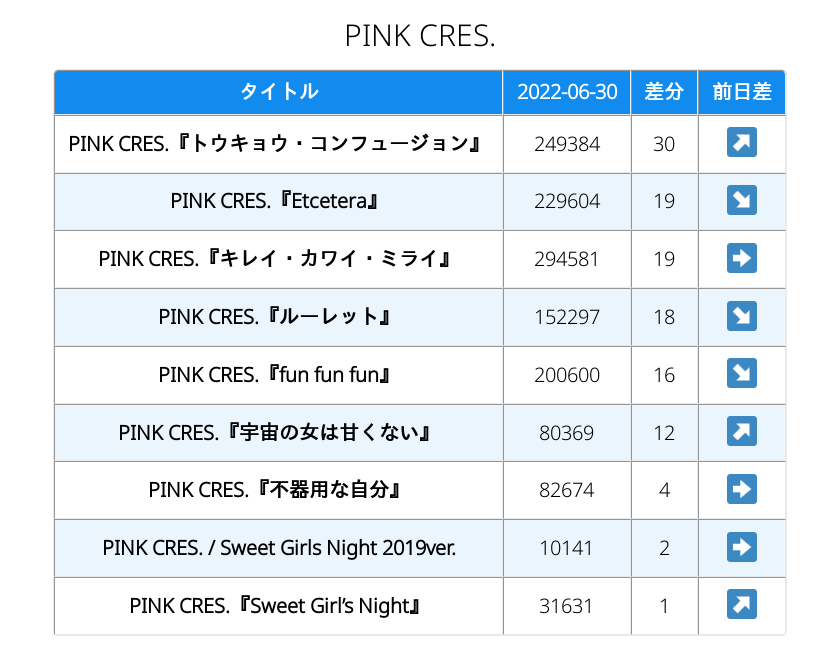 PINK CRES.
タイトル 2022-06-30 差分 前日差
PINK CRES.『トウキョウ・コンフュージョン』 249384 30 ↗
PINK CRES.『Etcetera』 229604 19 ↘
PINK CRES.『キレイ・カワイ・ミライ』 294581 19 ➡
PINK CRES.『ルーレット』 152297 18 ↘
PINK CRES.『fun fun fun』 200600 16 ↘
PINK CRES.『宇宙の女は甘くない』 80369 12 ↗
PINK CRES.『不器用な自分』 82674 4 ➡
PINK CRES. / Sweet Girls Night 2019ver. 10141 2 ➡
PINK CRES.『Sweet Girl’s Night』 31631 1 ↗